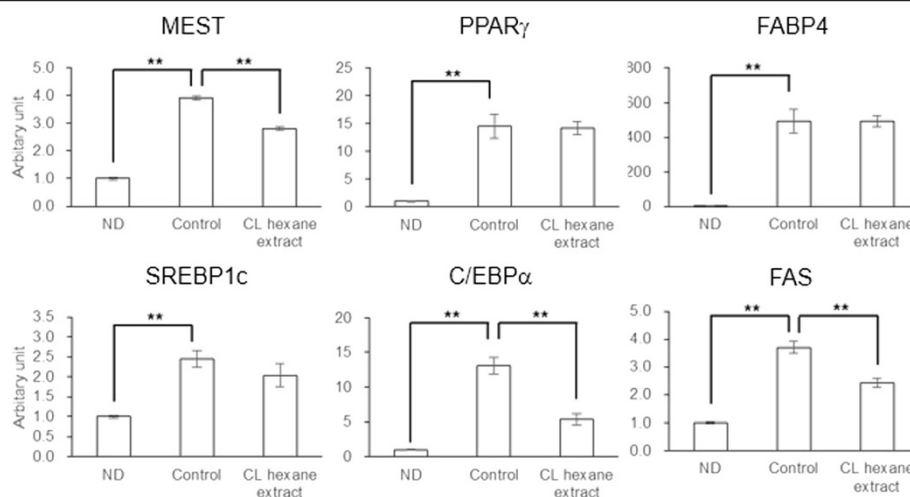 MEST
5.0
4.0
3.0
2.0
1.0
0.0
Arbitary unit
**
**
ND
Control
CL hexane
extract
PPARγ
25
20
15
10
5
0
**
ND
Control
CL hexane
extract
FABP4
800
600
400
200
0
**
ND
Control
CL hexane
extract
SREBP1c
3.5
3.0
2.5
2.0
1.5
1.0
0.5
0.0
Arbitary unit
**
ND
Control
CL hexane
extract
C/EBPα
20
15
10
5
0
**
**
ND
Control
CL hexane
extract
FAS
5.0
4.0
3.0
2.0
1.0
0.0
**
**
ND
Control
CL hexane
extract